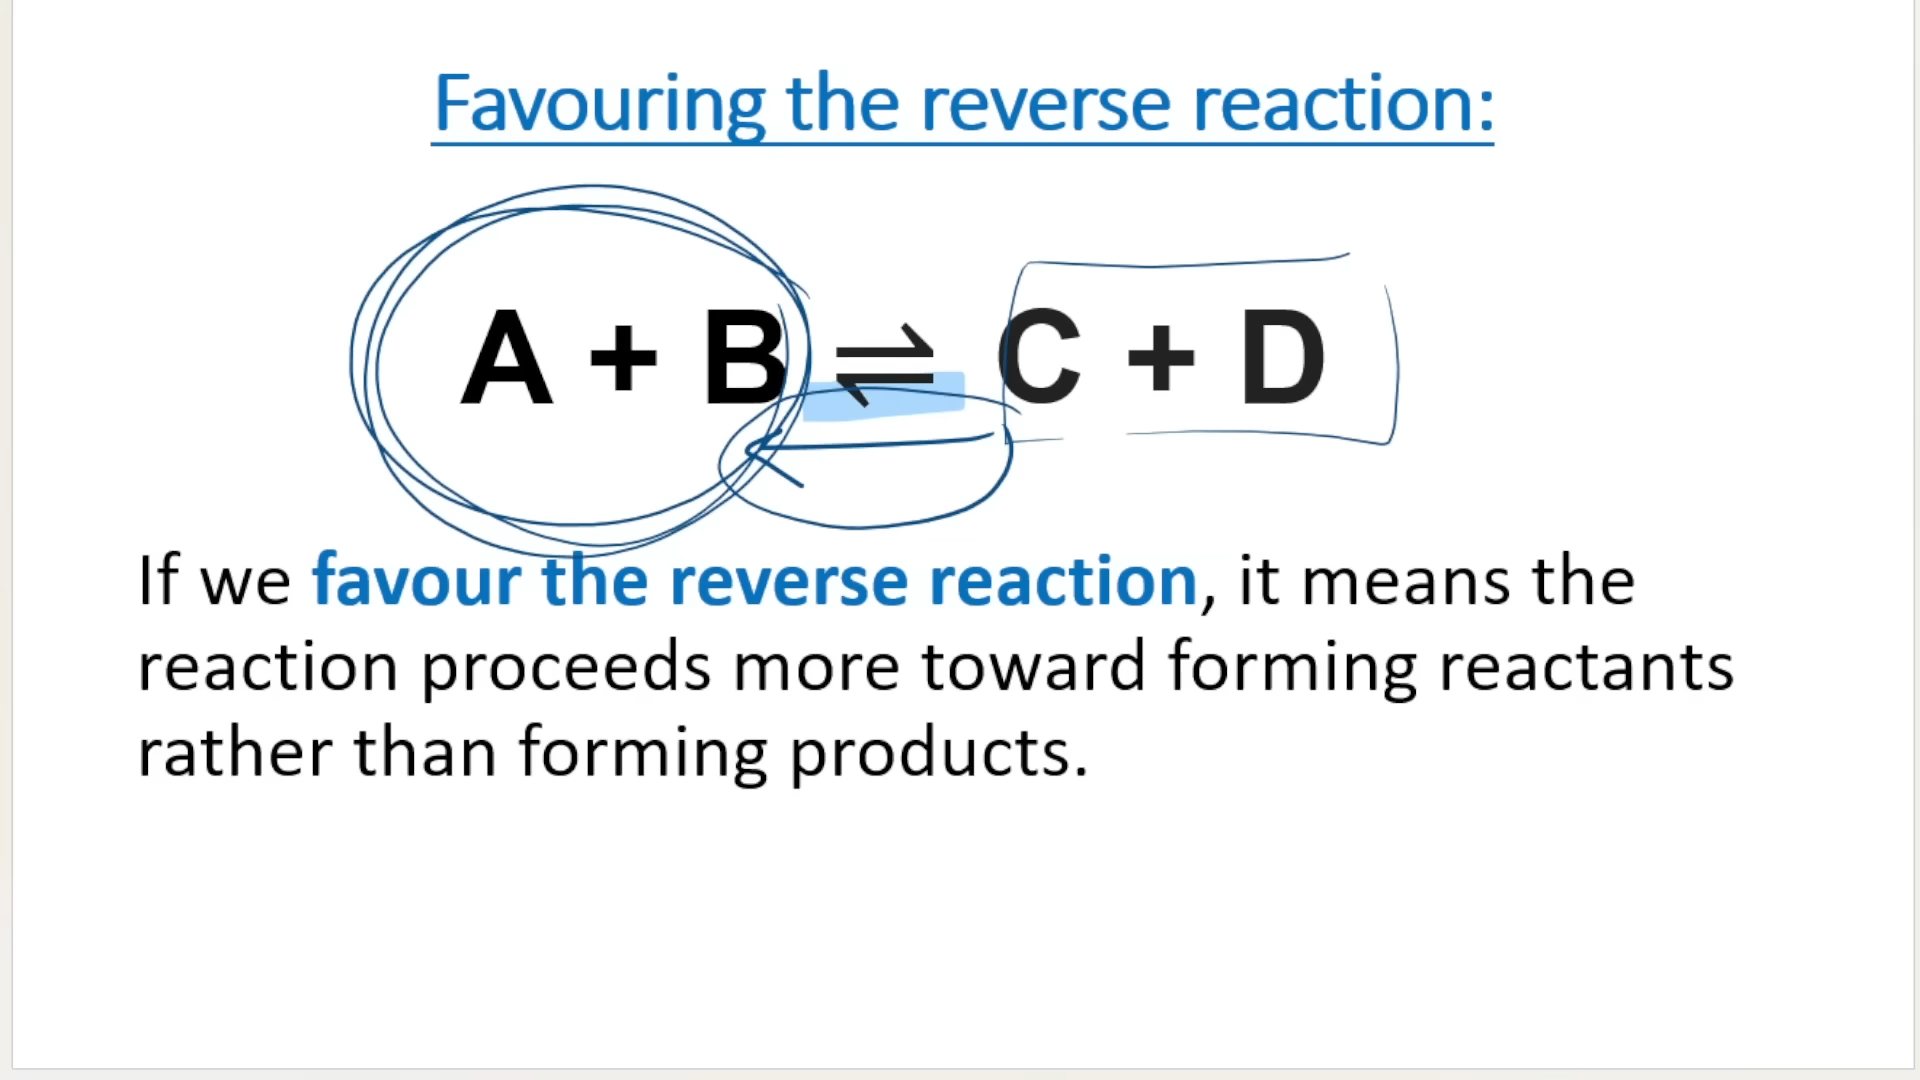 Favouring the reverse reaction:
A + B ⇌ C + D
If we favour the reverse reaction, it means the
reaction proceeds more toward forming reactants
rather than forming products.